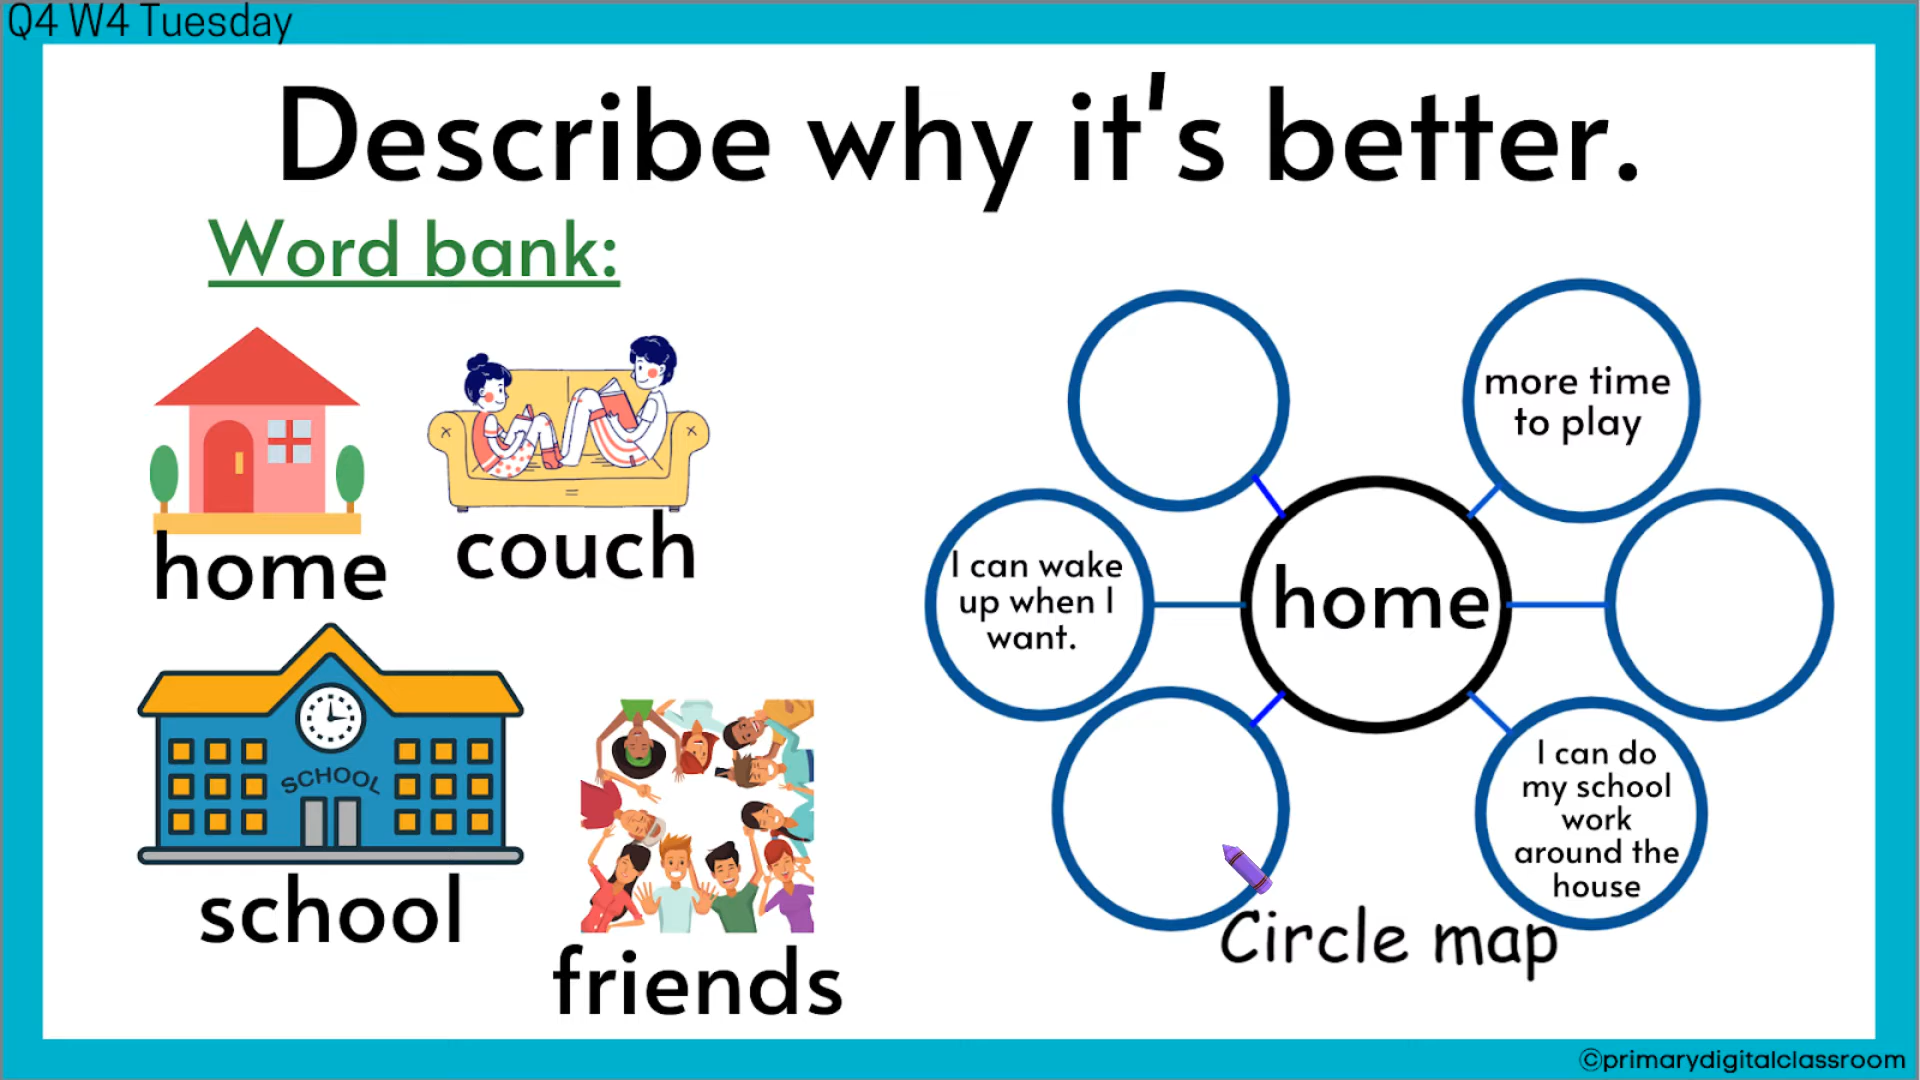 Q4 W4 Tuesday
Describe why it's better.
Word bank:
home
couch
SCHOOL
school
friends
more time
to play
I can wake
up when I
want.
home
I can do
my school
work
around the
house
Circle map
©primarydigitalclassroom